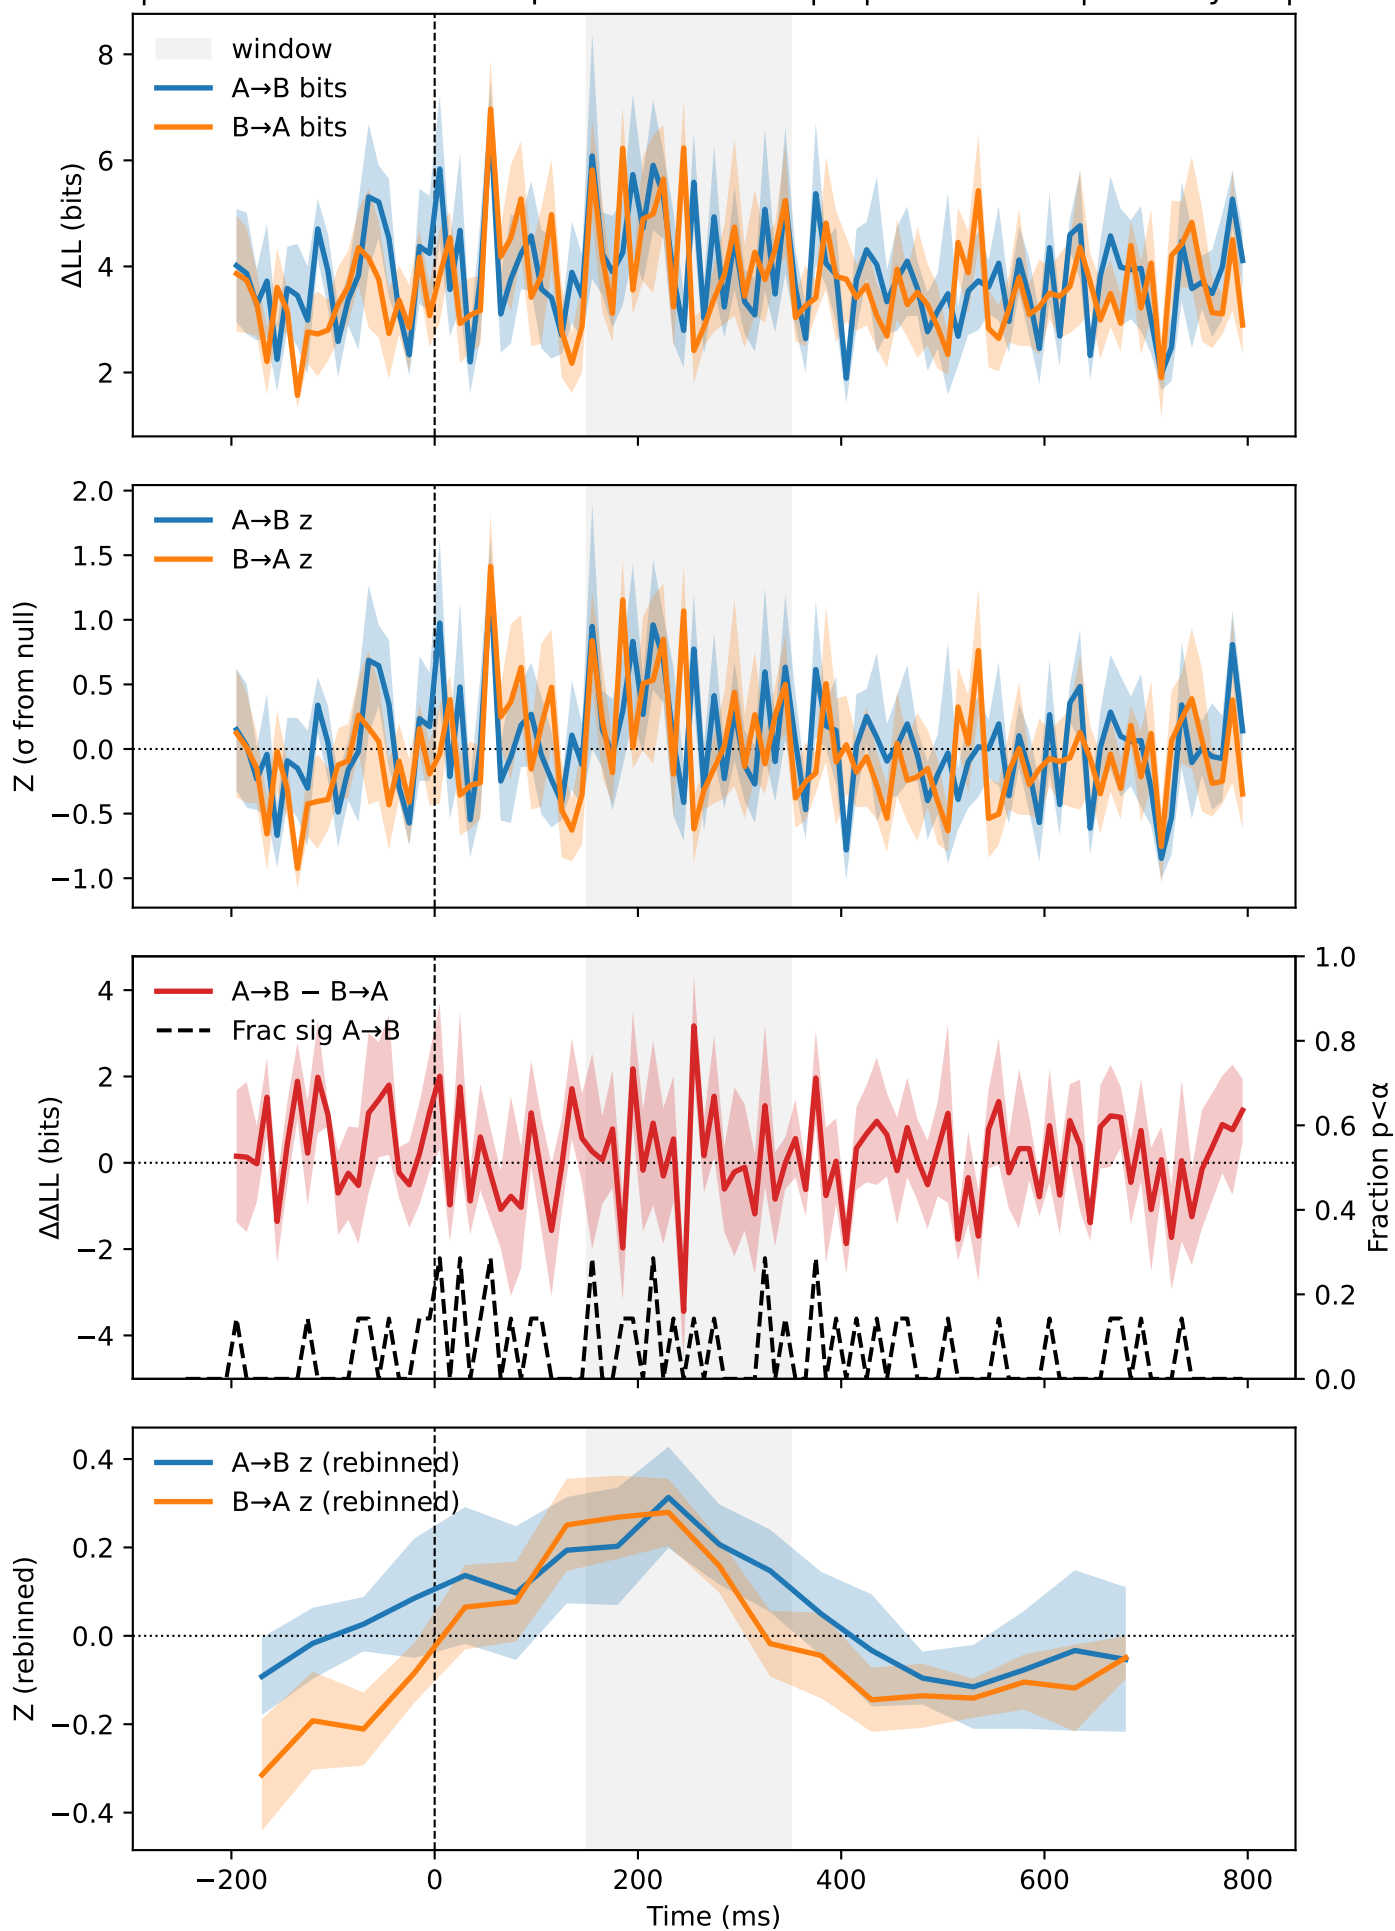 8
6
4
2
ΔLL (bits)
window
A→B bits
B→A bits
2.0
1.5
1.0
0.5
0.0
−0.5
−1.0
Z (σ from null)
A→B z
B→A z
4
2
0
−2
−4
ΔΔLL (bits)
A→B − B→A
Frac sig A→B
1.0
0.8
0.6
0.4
0.2
0.0
Fraction p<α
0.4
0.2
0.0
−0.2
−0.4
Z (rebinned)
A→B z (rebinned)
B→A z (rebinned)
−200 0 200 400 600 800
Time (ms)